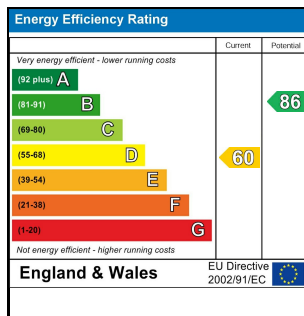 Energy Efficiency Rating
Current Potential
Very energy efficient - lower running costs
(92 plus) A
(81-91) B
(69-80) C
(55-68) D
(39-54) E
(21-38) F
(1-20) G
60
86
Not energy efficient - higher running costs
England & Wales
EU Directive
2002/91/EC